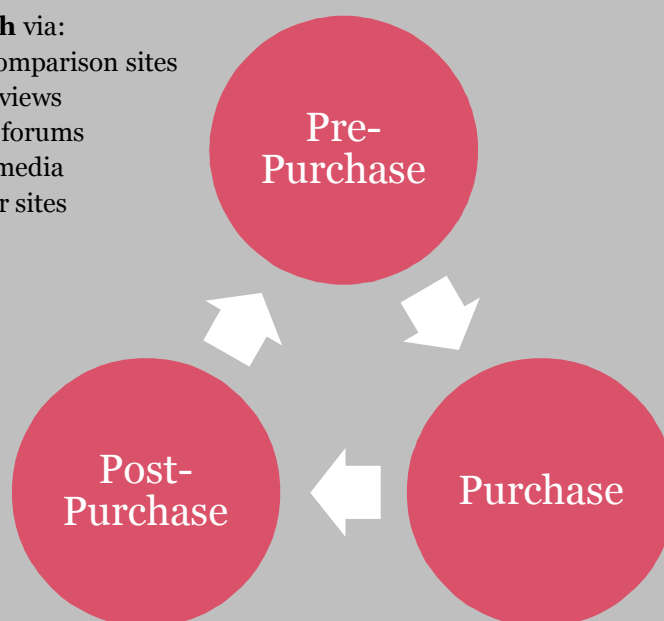 h via:
omparison sites
views
forums
media
r sites
Pre-
Purchase
Post-
Purchase
Purchase